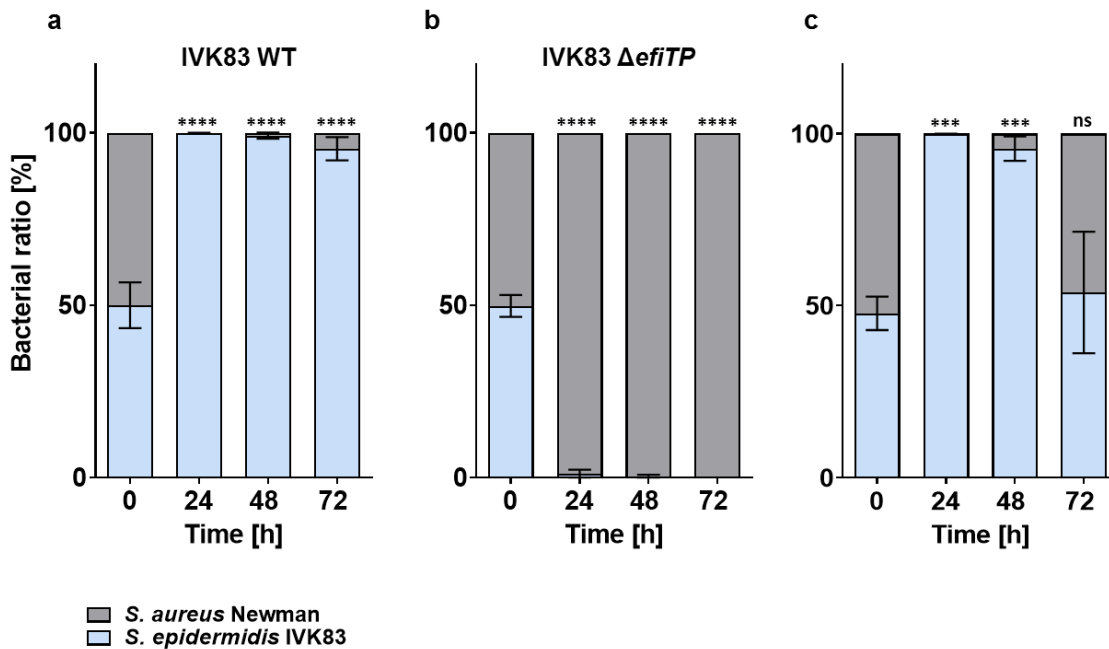 a
b
c
IVK83 WT
IVK83 ΔefiTP
Bacterial ratio [%]
100
50
0
**** **** ****
0 24 48 72
Time [h]
100
50
0
**** **** ****
0 24 48 72
Time [h]
100
50
0
*** *** ns
0 24 48 72
Time [h]
S. aureus Newman
S. epidermidis IVK83